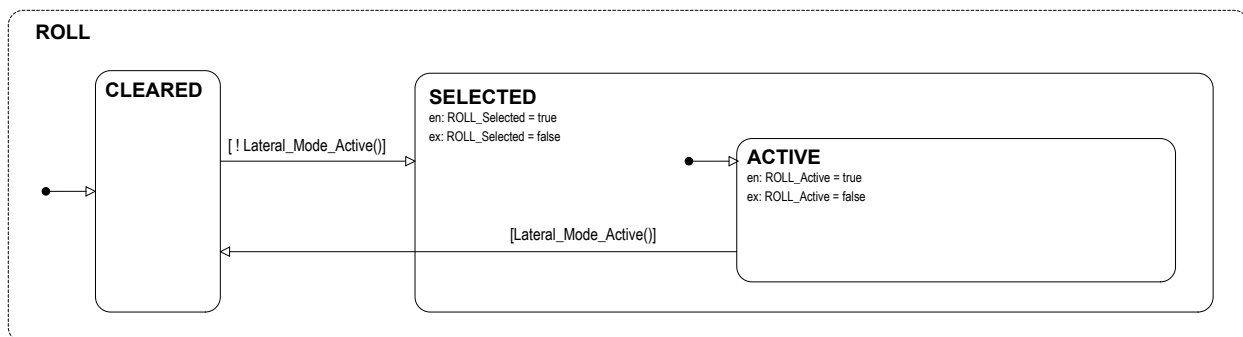 ROLL
CLEARED
[ ! Lateral_Mode_Active()]
SELECTED
en: ROLL_Selected = true
ex: ROLL_Selected = false
ACTIVE
en: ROLL_Active = true
ex: ROLL_Active = false
[Lateral_Mode_Active()]